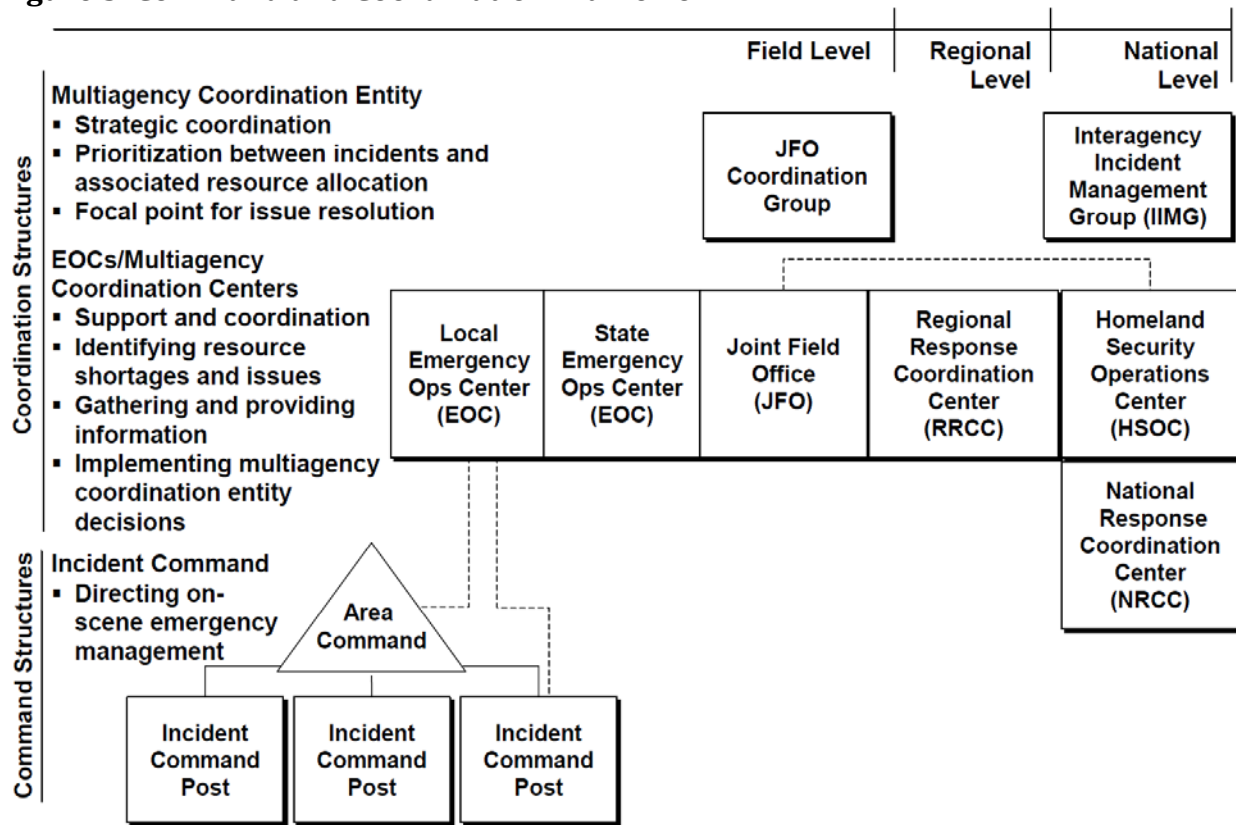 Field Level
Regional
Level
National
Level
Coordination Structures
Multiagency Coordination Entity
▪ Strategic coordination
▪ Prioritization between incidents and
associated resource allocation
▪ Focal point for issue resolution
JFO
Coordination
Group
Interagency
Incident
Management
Group (IIMG)
EOCs/Multiagency
Coordination Centers
▪ Support and coordination
▪ Identifying resource
shortages and issues
▪ Gathering and providing
information
▪ Implementing multiagency
coordination entity
decisions
Local
Emergency
Ops Center
(EOC)
State
Emergency
Ops Center
(EOC)
Joint Field
Office
(JFO)
Regional
Response
Coordination
Center
(RRCC)
Homeland
Security
Operations
Center
(HSOC)
National
Response
Coordination
Center
(NRCC)
Command Structures
Incident Command
▪ Directing on-
scene emergency
management
Area
Command
Incident
Command
Post
Incident
Command
Post
Incident
Command
Post